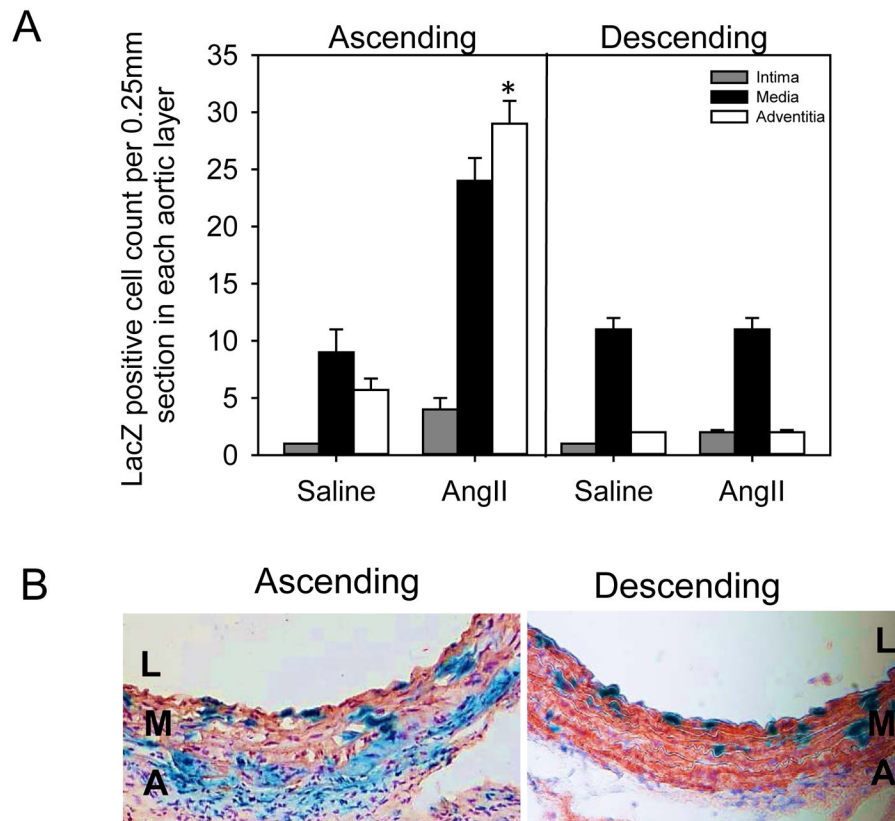 A
Ascending
Descending
LacZ positive cell count per 0.25mm
section in each aortic layer
35
30
25
20
15
10
5
0
*
Intima
Media
Adventitia
Saline
AngII
Saline
AngII
B
Ascending
Descending
L
M
A
L
M
A